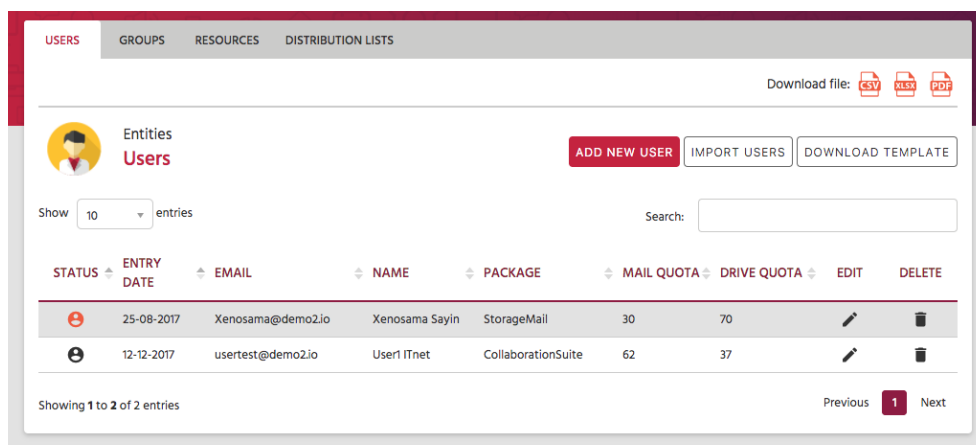 USERS GROUPS RESOURCES DISTRIBUTION LISTS
Download file: CSV XLSX PDF
Entities
Users
ADD NEW USER IMPORT USERS DOWNLOAD TEMPLATE
Show 10 entries Search:
STATUS ENTRY DATE EMAIL NAME PACKAGE MAIL QUOTA DRIVE QUOTA EDIT DELETE
25-08-2017 Xenosama@demo2.io Xenosama Sayin StorageMail 30 70
12-12-2017 usertest@demo2.io User1 ITnet CollaborationSuite 62 37
Showing 1 to 2 of 2 entries Previous 1 Next